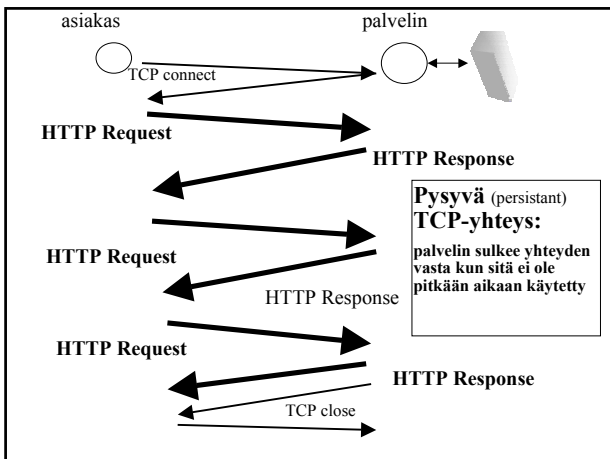 asiakas
palvelin
TCP connect
HTTP Request
HTTP Response
Pysyvä (persistant)
TCP-yhteys:
palvelin sulkee yhteyden
vasta kun sitä ei ole
pitkään aikaan käytetty
HTTP Request
HTTP Response
HTTP Request
HTTP Response
TCP close